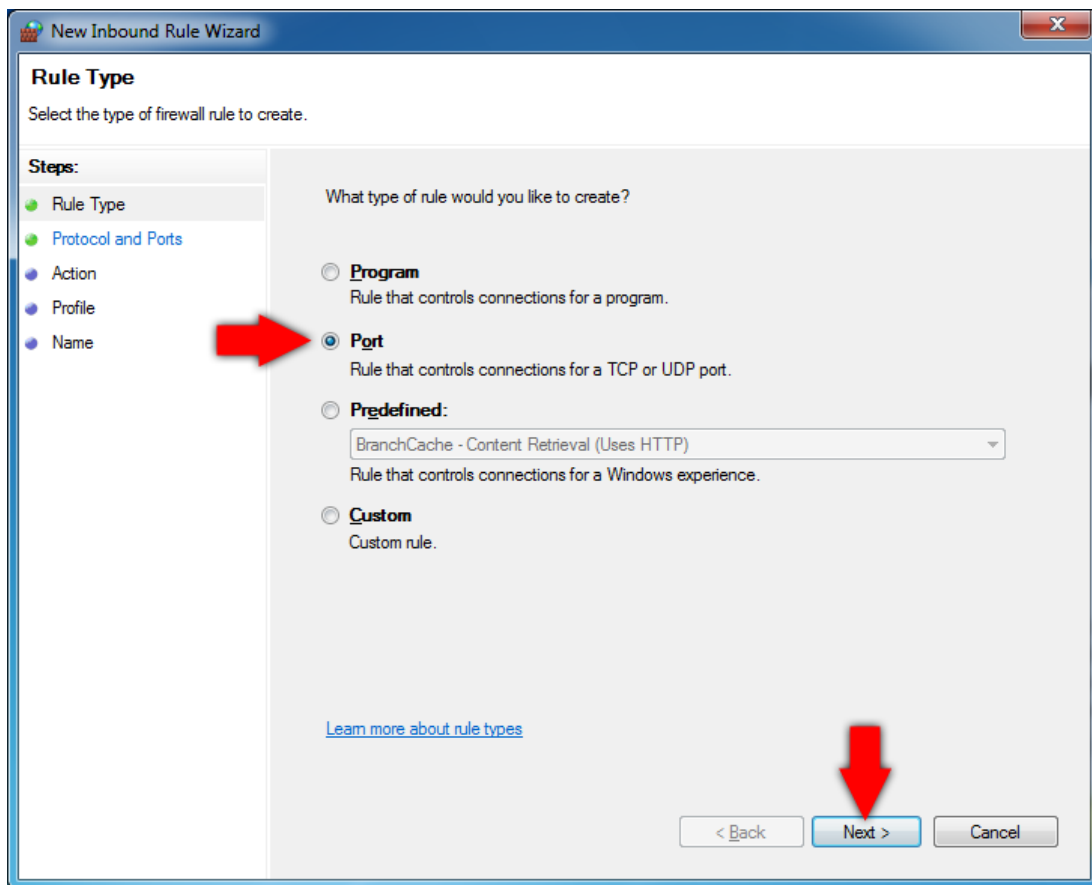 New Inbound Rule Wizard
Rule Type
Select the type of firewall rule to create.
Steps:
Rule Type
Protocol and Ports
Action
Profile
Name
What type of rule would you like to create?
Program
Rule that controls connections for a program.
Port
Rule that controls connections for a TCP or UDP port.
Predefined:
BranchCache - Content Retrieval (Uses HTTP)
Rule that controls connections for a Windows experience.
Custom
Custom rule.
Learn more about rule types
< Back Next > Cancel